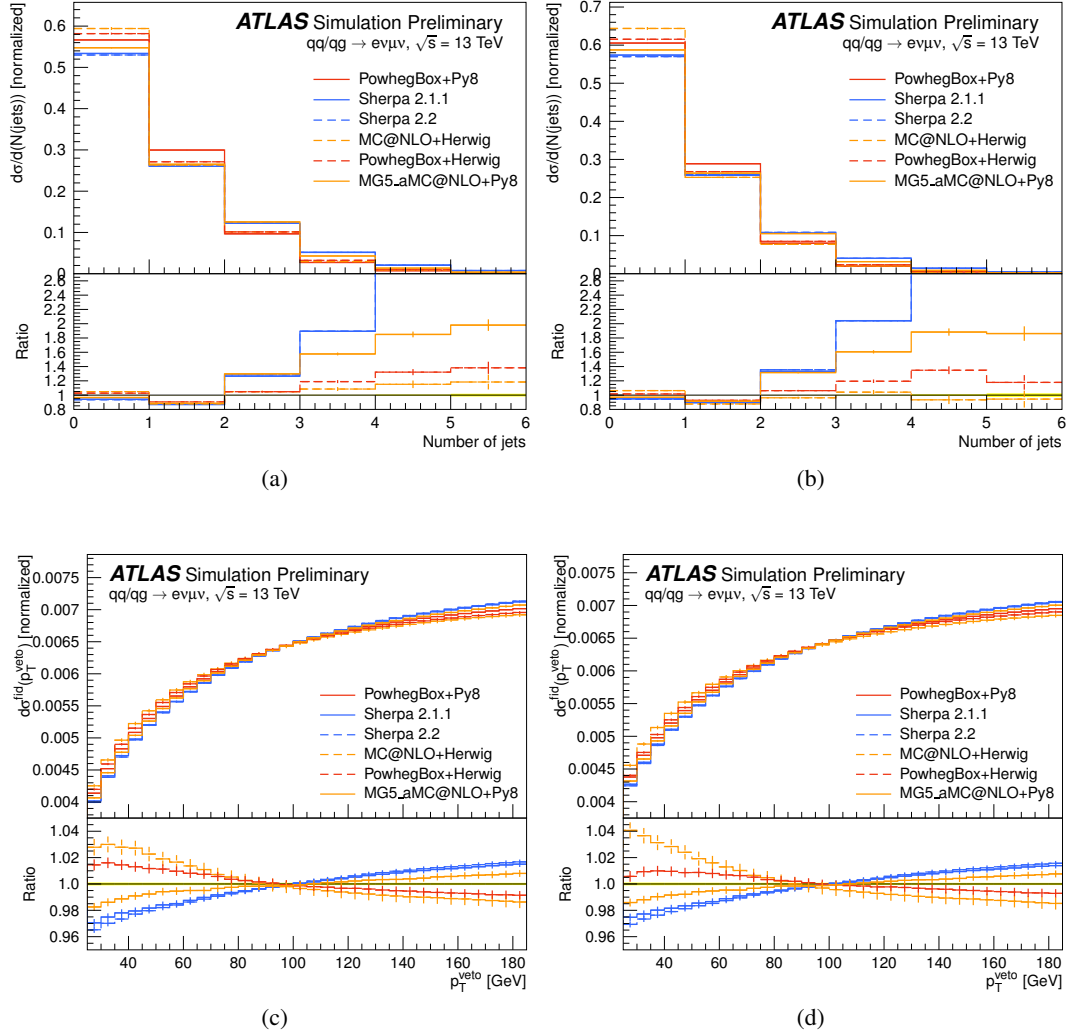 dσ/d(N(jets)) [normalized]
0.6
0.5
0.4
0.3
0.2
0.1
0
ATLAS Simulation Preliminary
qq/qg → eνμν, √s = 13 TeV
PowhegBox+Py8
Sherpa 2.1.1
Sherpa 2.2
MC@NLO+Herwig
PowhegBox+Herwig
MG5_aMC@NLO+Py8
Ratio
2.6
2.4
2.2
2
1.8
1.6
1.4
1.2
1
0.8
0 1 2 3 4 5 6
Number of jets
(a)
dσ/d(N(jets)) [normalized]
0.7
0.6
0.5
0.4
0.3
0.2
0.1
0
ATLAS Simulation Preliminary
qq/qg → eνμν, √s = 13 TeV
PowhegBox+Py8
Sherpa 2.1.1
Sherpa 2.2
MC@NLO+Herwig
PowhegBox+Herwig
MG5_aMC@NLO+Py8
Ratio
2.6
2.4
2.2
2
1.8
1.6
1.4
1.2
1
0.8
0 1 2 3 4 5 6
Number of jets
(b)
dσ^fid(p_T^veto) [normalized]
0.0075
0.007
0.0065
0.006
0.0055
0.005
0.0045
0.004
ATLAS Simulation Preliminary
qq/qg → eνμν, √s = 13 TeV
PowhegBox+Py8
Sherpa 2.1.1
Sherpa 2.2
MC@NLO+Herwig
PowhegBox+Herwig
MG5_aMC@NLO+Py8
Ratio
1.04
1.02
1.0
0.98
0.96
40 60 80 100 120 140 160 180
p_T^veto [GeV]
(c)
dσ^fid(p_T^veto) [normalized]
0.0075
0.007
0.0065
0.006
0.0055
0.005
0.0045
0.004
ATLAS Simulation Preliminary
qq/qg → eνμν, √s = 13 TeV
PowhegBox+Py8
Sherpa 2.1.1
Sherpa 2.2
MC@NLO+Herwig
PowhegBox+Herwig
MG5_aMC@NLO+Py8
Ratio
1.04
1.02
1.0
0.98
0.96
40 60 80 100 120 140 160 180
p_T^veto [GeV]
(d)